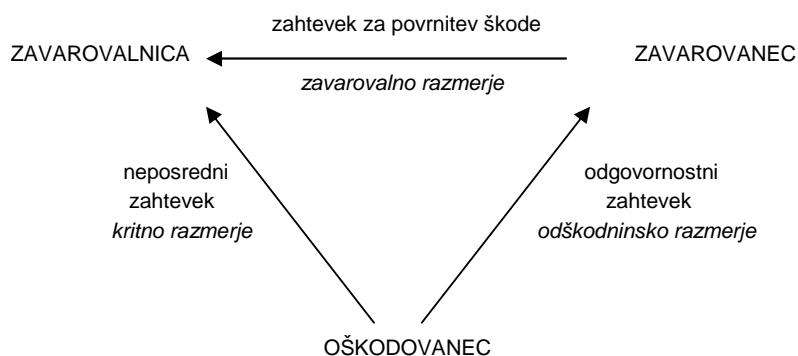 zahtevek za povrnitev škode
ZAVAROVALNICA
ZAVAROVANEC
zavarovalno razmerje
neposredni
zahtevek
kritno razmerje
odgovornostni
zahtevek
odškodninsko razmerje
OŠKODOVANEC